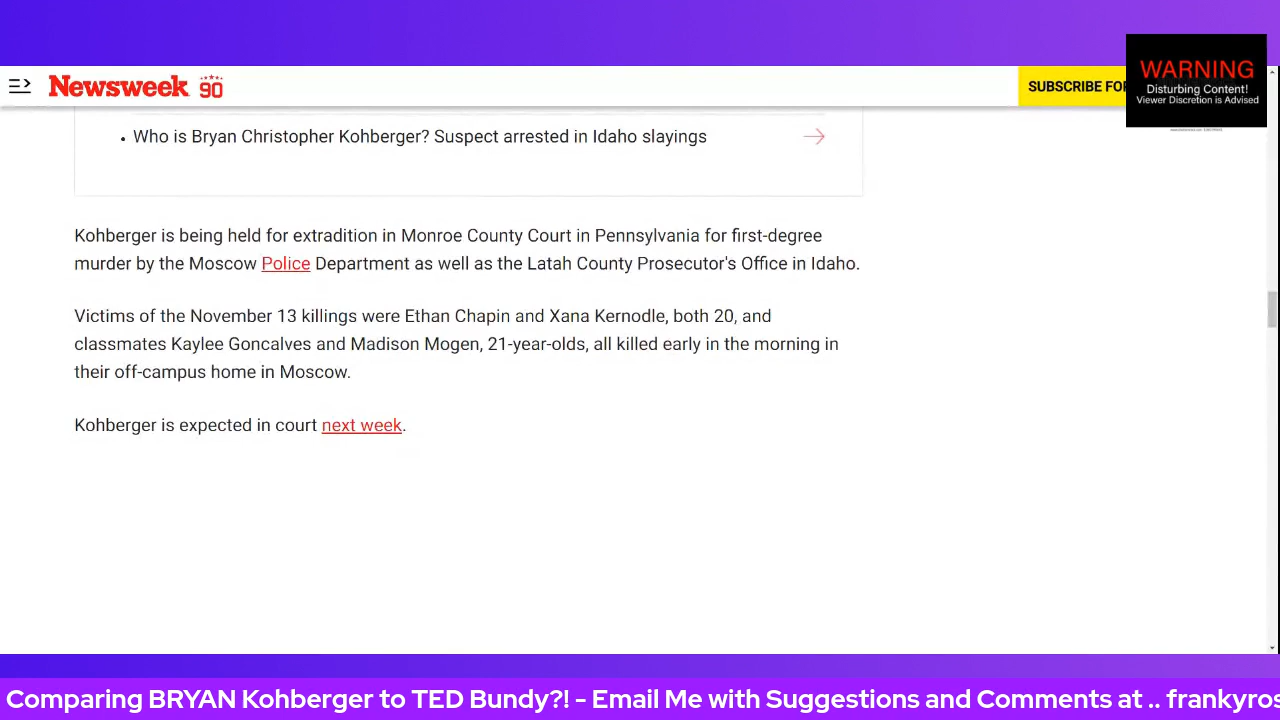 Newsweek 90
SUBSCRIBE FOR
WARNING
Disturbing Content!
Viewer Discretion is Advised
• Who is Bryan Christopher Kohberger? Suspect arrested in Idaho slayings
Kohberger is being held for extradition in Monroe County Court in Pennsylvania for first-degree
murder by the Moscow Police Department as well as the Latah County Prosecutor's Office in Idaho.
Victims of the November 13 killings were Ethan Chapin and Xana Kernodle, both 20, and
classmates Kaylee Goncalves and Madison Mogen, 21-year-olds, all killed early in the morning in
their off-campus home in Moscow.
Kohberger is expected in court next week.
Comparing BRYAN Kohberger to TED Bundy?! - Email Me with Suggestions and Comments at .. frankyros